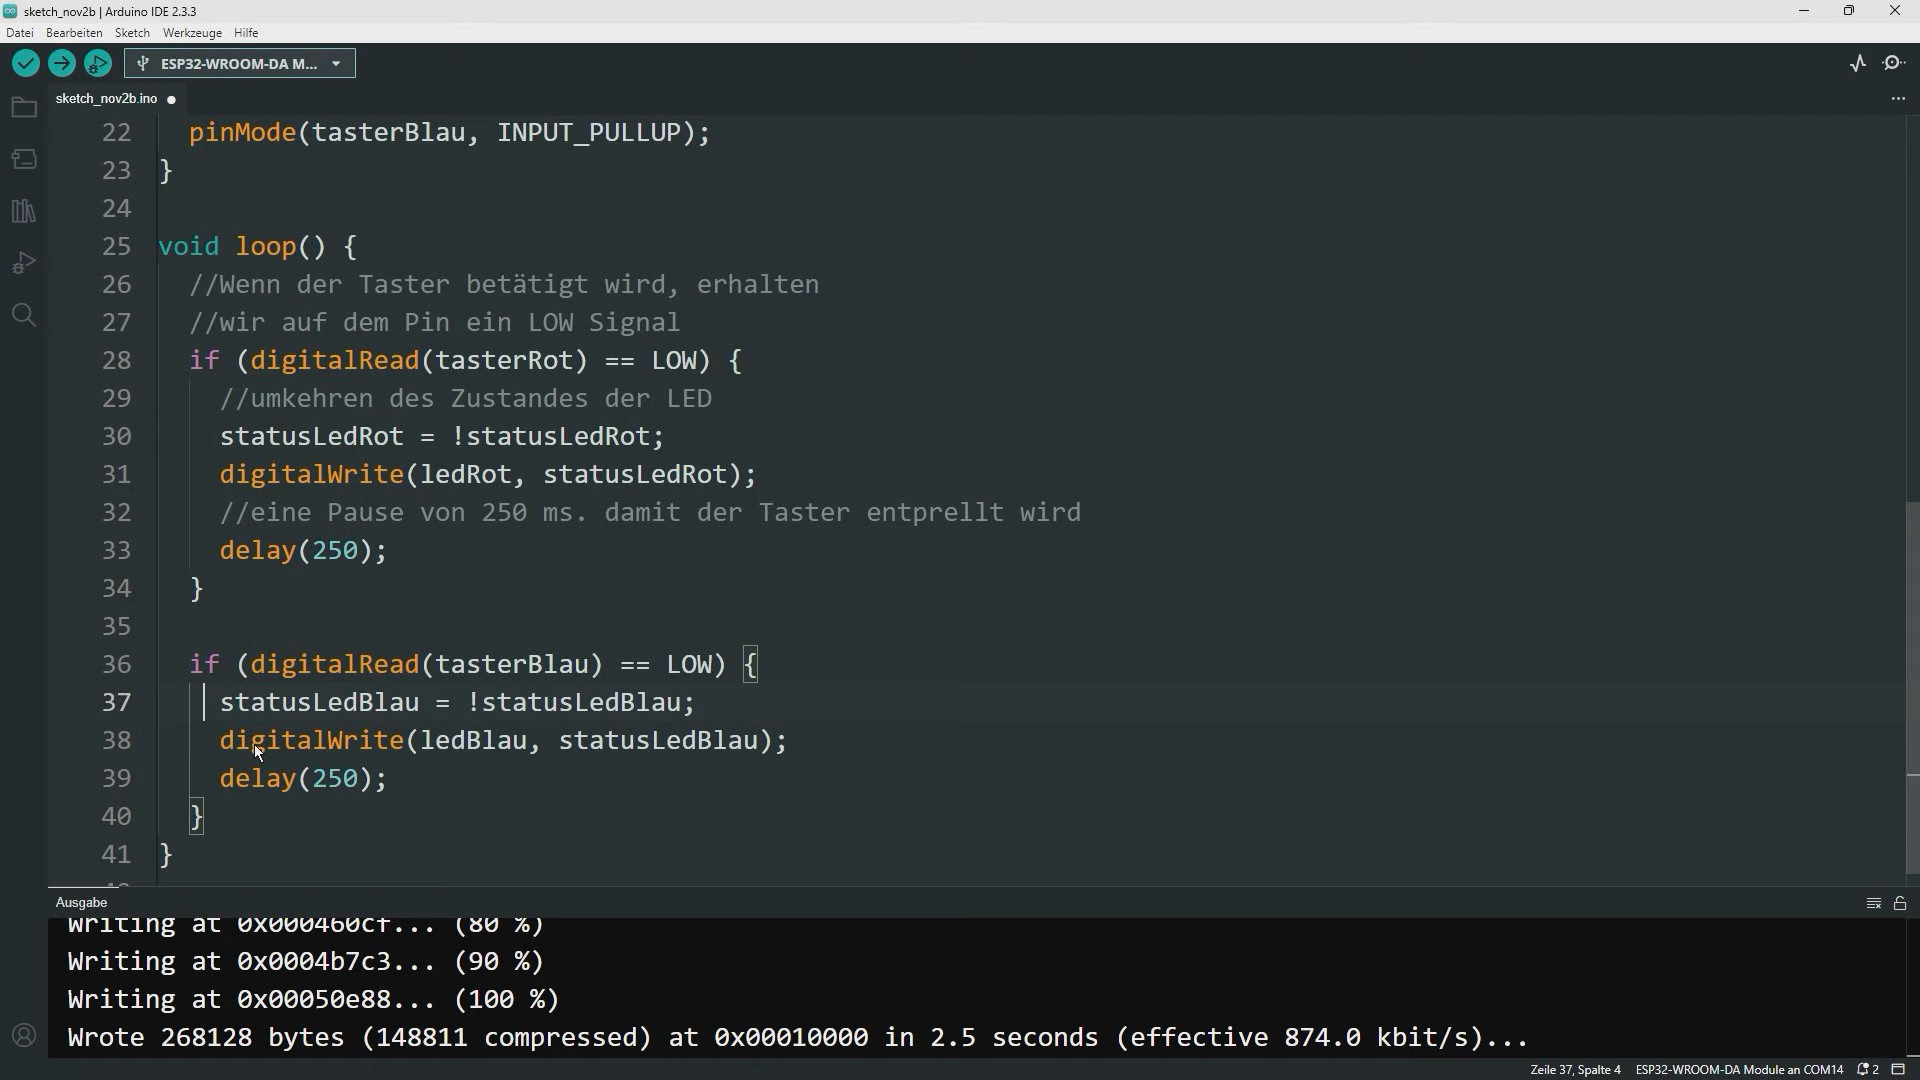 sketch_nov2b | Arduino IDE 2.3.3
Datei Bearbeiten Sketch Werkzeuge Hilfe
ESP32-WROOM-DA M...
sketch_nov2b.ino
22 pinMode(tasterBlau, INPUT_PULLUP);
23 }
24
25 void loop() {
26 //Wenn der Taster betätigt wird, erhalten
27 //wir auf dem Pin ein LOW Signal
28 if (digitalRead(tasterRot) == LOW) {
29 //umkehren des Zustandes der LED
30 statusLedRot = !statusLedRot;
31 digitalWrite(ledRot, statusLedRot);
32 //eine Pause von 250 ms. damit der Taster entprellt wird
33 delay(250);
34 }
35
36 if (digitalRead(tasterBlau) == LOW) {
37 statusLedBlau = !statusLedBlau;
38 digitalWrite(ledBlau, statusLedBlau);
39 delay(250);
40 }
41 }
Ausgabe
Writing at 0x000460cf... (80 %)
Writing at 0x0004b7c3... (90 %)
Writing at 0x00050e88... (100 %)
Wrote 268128 bytes (148811 compressed) at 0x00010000 in 2.5 seconds (effective 874.0 kbit/s)...
Zeile 37, Spalte 4 ESP32-WROOM-DA Module an COM14 2